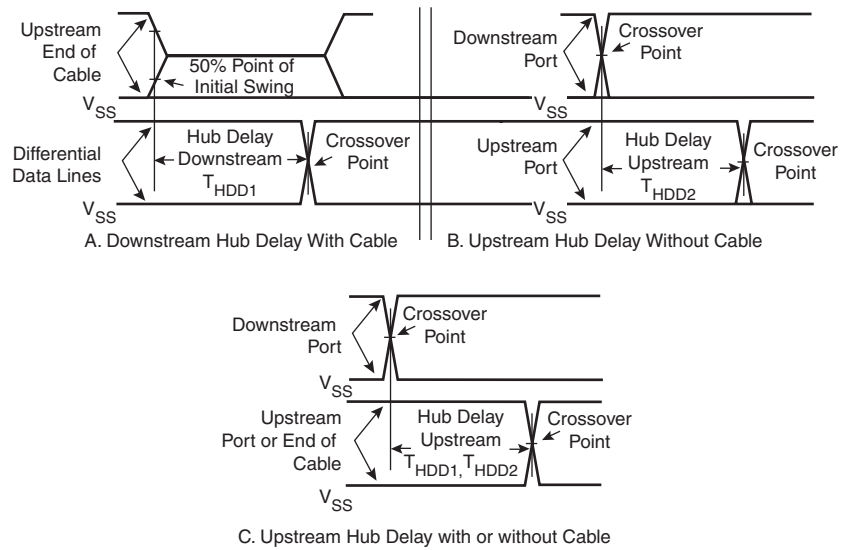 Upstream
End of
Cable
50% Point of
Initial Swing
VSS
Differential
Data Lines
Hub Delay
Downstream
THDD1
Crossover
Point
VSS
A. Downstream Hub Delay With Cable
Downstream
Port
Crossover
Point
VSS
Upstream
Port
Hub Delay
Upstream
THDD2
Crossover
Point
VSS
B. Upstream Hub Delay Without Cable
Downstream
Port
Crossover
Point
VSS
Upstream
Port or End of
Cable
Hub Delay
Upstream
THDD1, THDD2
Crossover
Point
VSS
C. Upstream Hub Delay with or without Cable